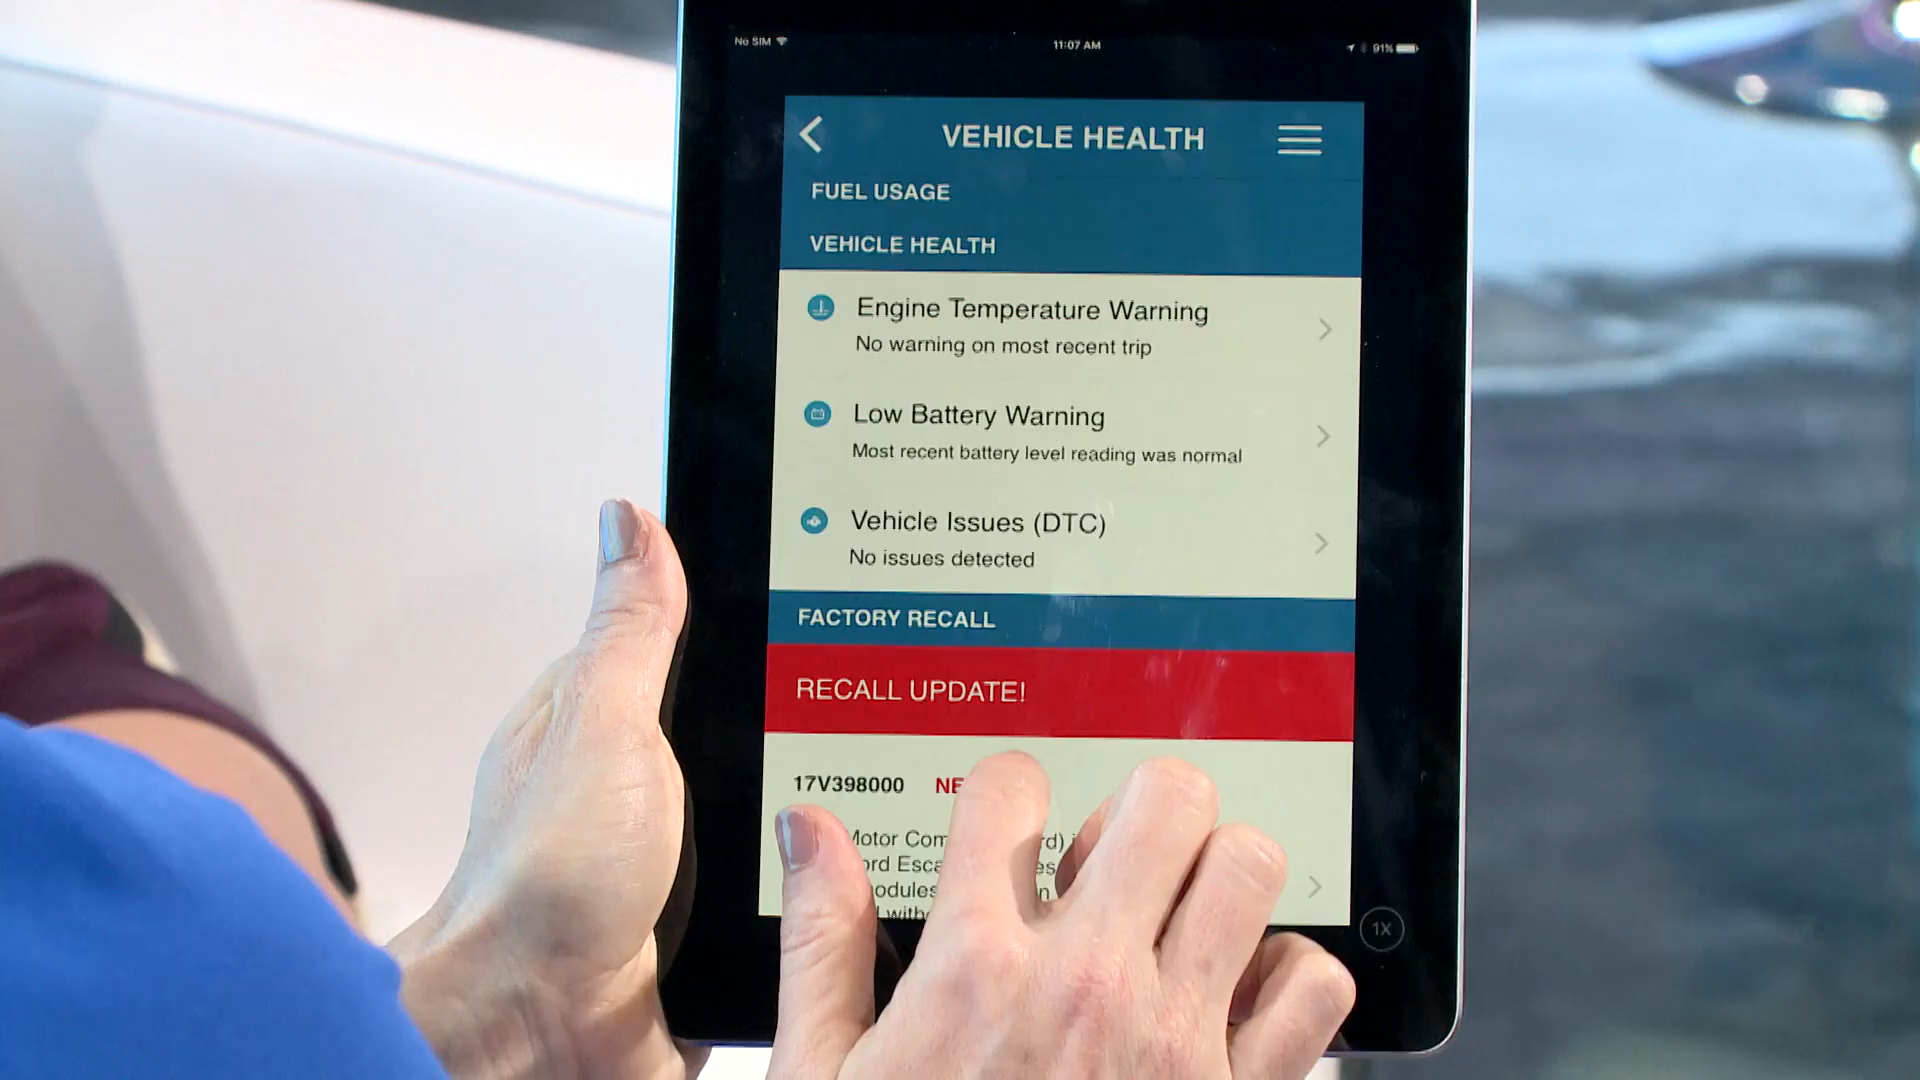 No SIM
11:07 AM
91%
VEHICLE HEALTH
FUEL USAGE
VEHICLE HEALTH
Engine Temperature Warning
No warning on most recent trip
Low Battery Warning
Most recent battery level reading was normal
Vehicle Issues (DTC)
No issues detected
FACTORY RECALL
RECALL UPDATE!
17V398000
1X